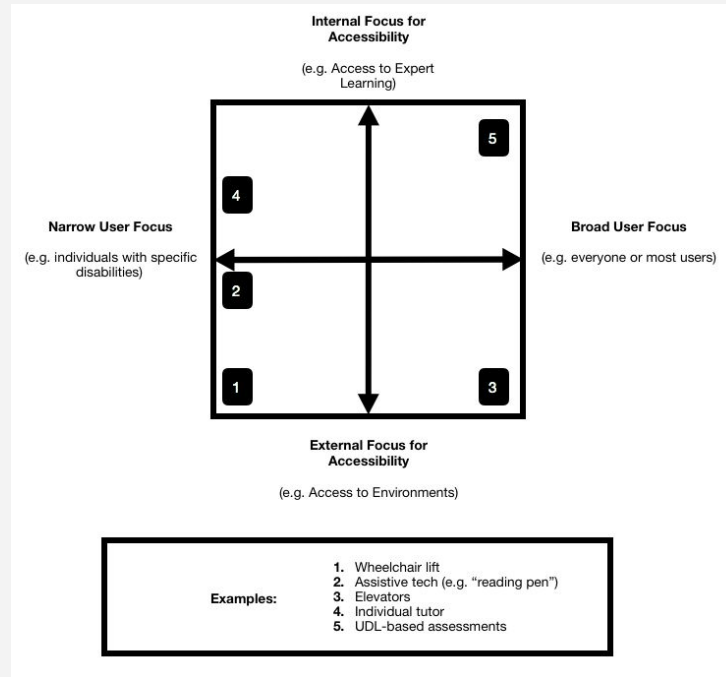 Internal Focus for
Accessibility
(e.g. Access to Expert
Learning)
5
4
Narrow User Focus
(e.g. individuals with specific
disabilities)
Broad User Focus
(e.g. everyone or most users)
2
1
3
External Focus for
Accessibility
(e.g. Access to Environments)
Examples:
1. Wheelchair lift
2. Assistive tech (e.g. “reading pen”)
3. Elevators
4. Individual tutor
5. UDL-based assessments